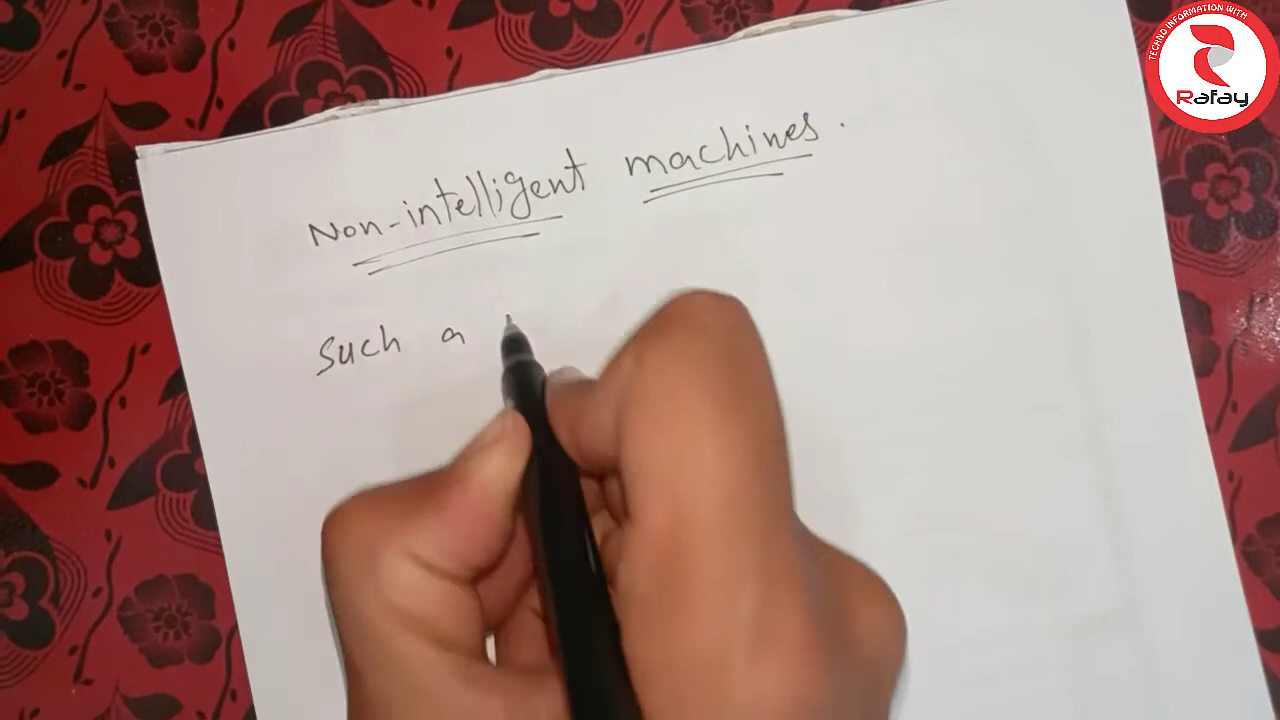 TECHNO INFORMATION WITH
Rafay
Non-intelligent machines.
Such a